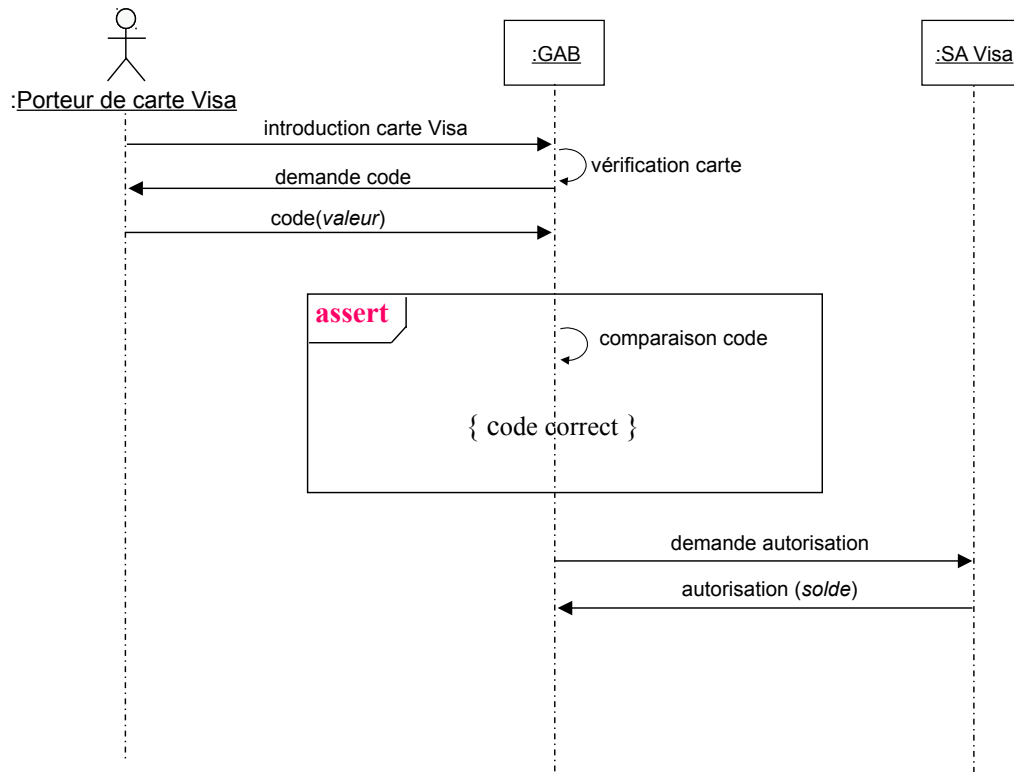 :GAB
:SA Visa
:Porteur de carte Visa
introduction carte Visa
vérification carte
demande code
code(valeur)
assert
comparaison code
{ code correct }
demande autorisation
autorisation (solde)